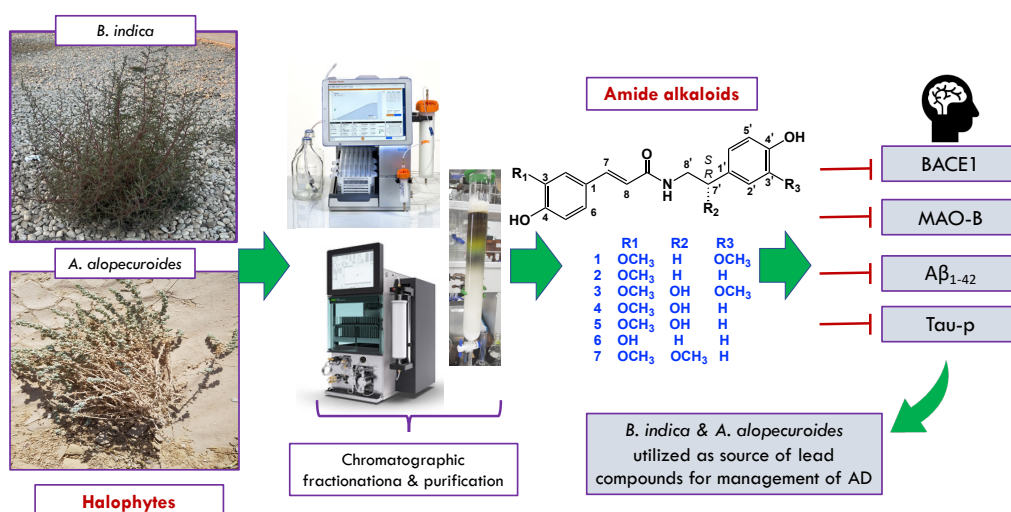 B. indica
A. alopecuroides
Halophytes
Chromatographic
fractionationa & purification
Amide alkaloids
R1
3
4
HO
7
1
8
6
O
NH
8'
S
R
7'
R2
1'
2'
3'
R3
4'
5'
OH
R1 R2 R3
1 OCH3 H OCH3
2 OCH3 H H
3 OCH3 OH OCH3
4 OCH3 OH H
5 OCH3 OH H
6 OH H H
7 OCH3 OCH3 H
BACE1
MAO-B
Aβ1-42
Tau-p
B. indica & A. alopecuroides
utilized as source of lead
compounds for management of AD